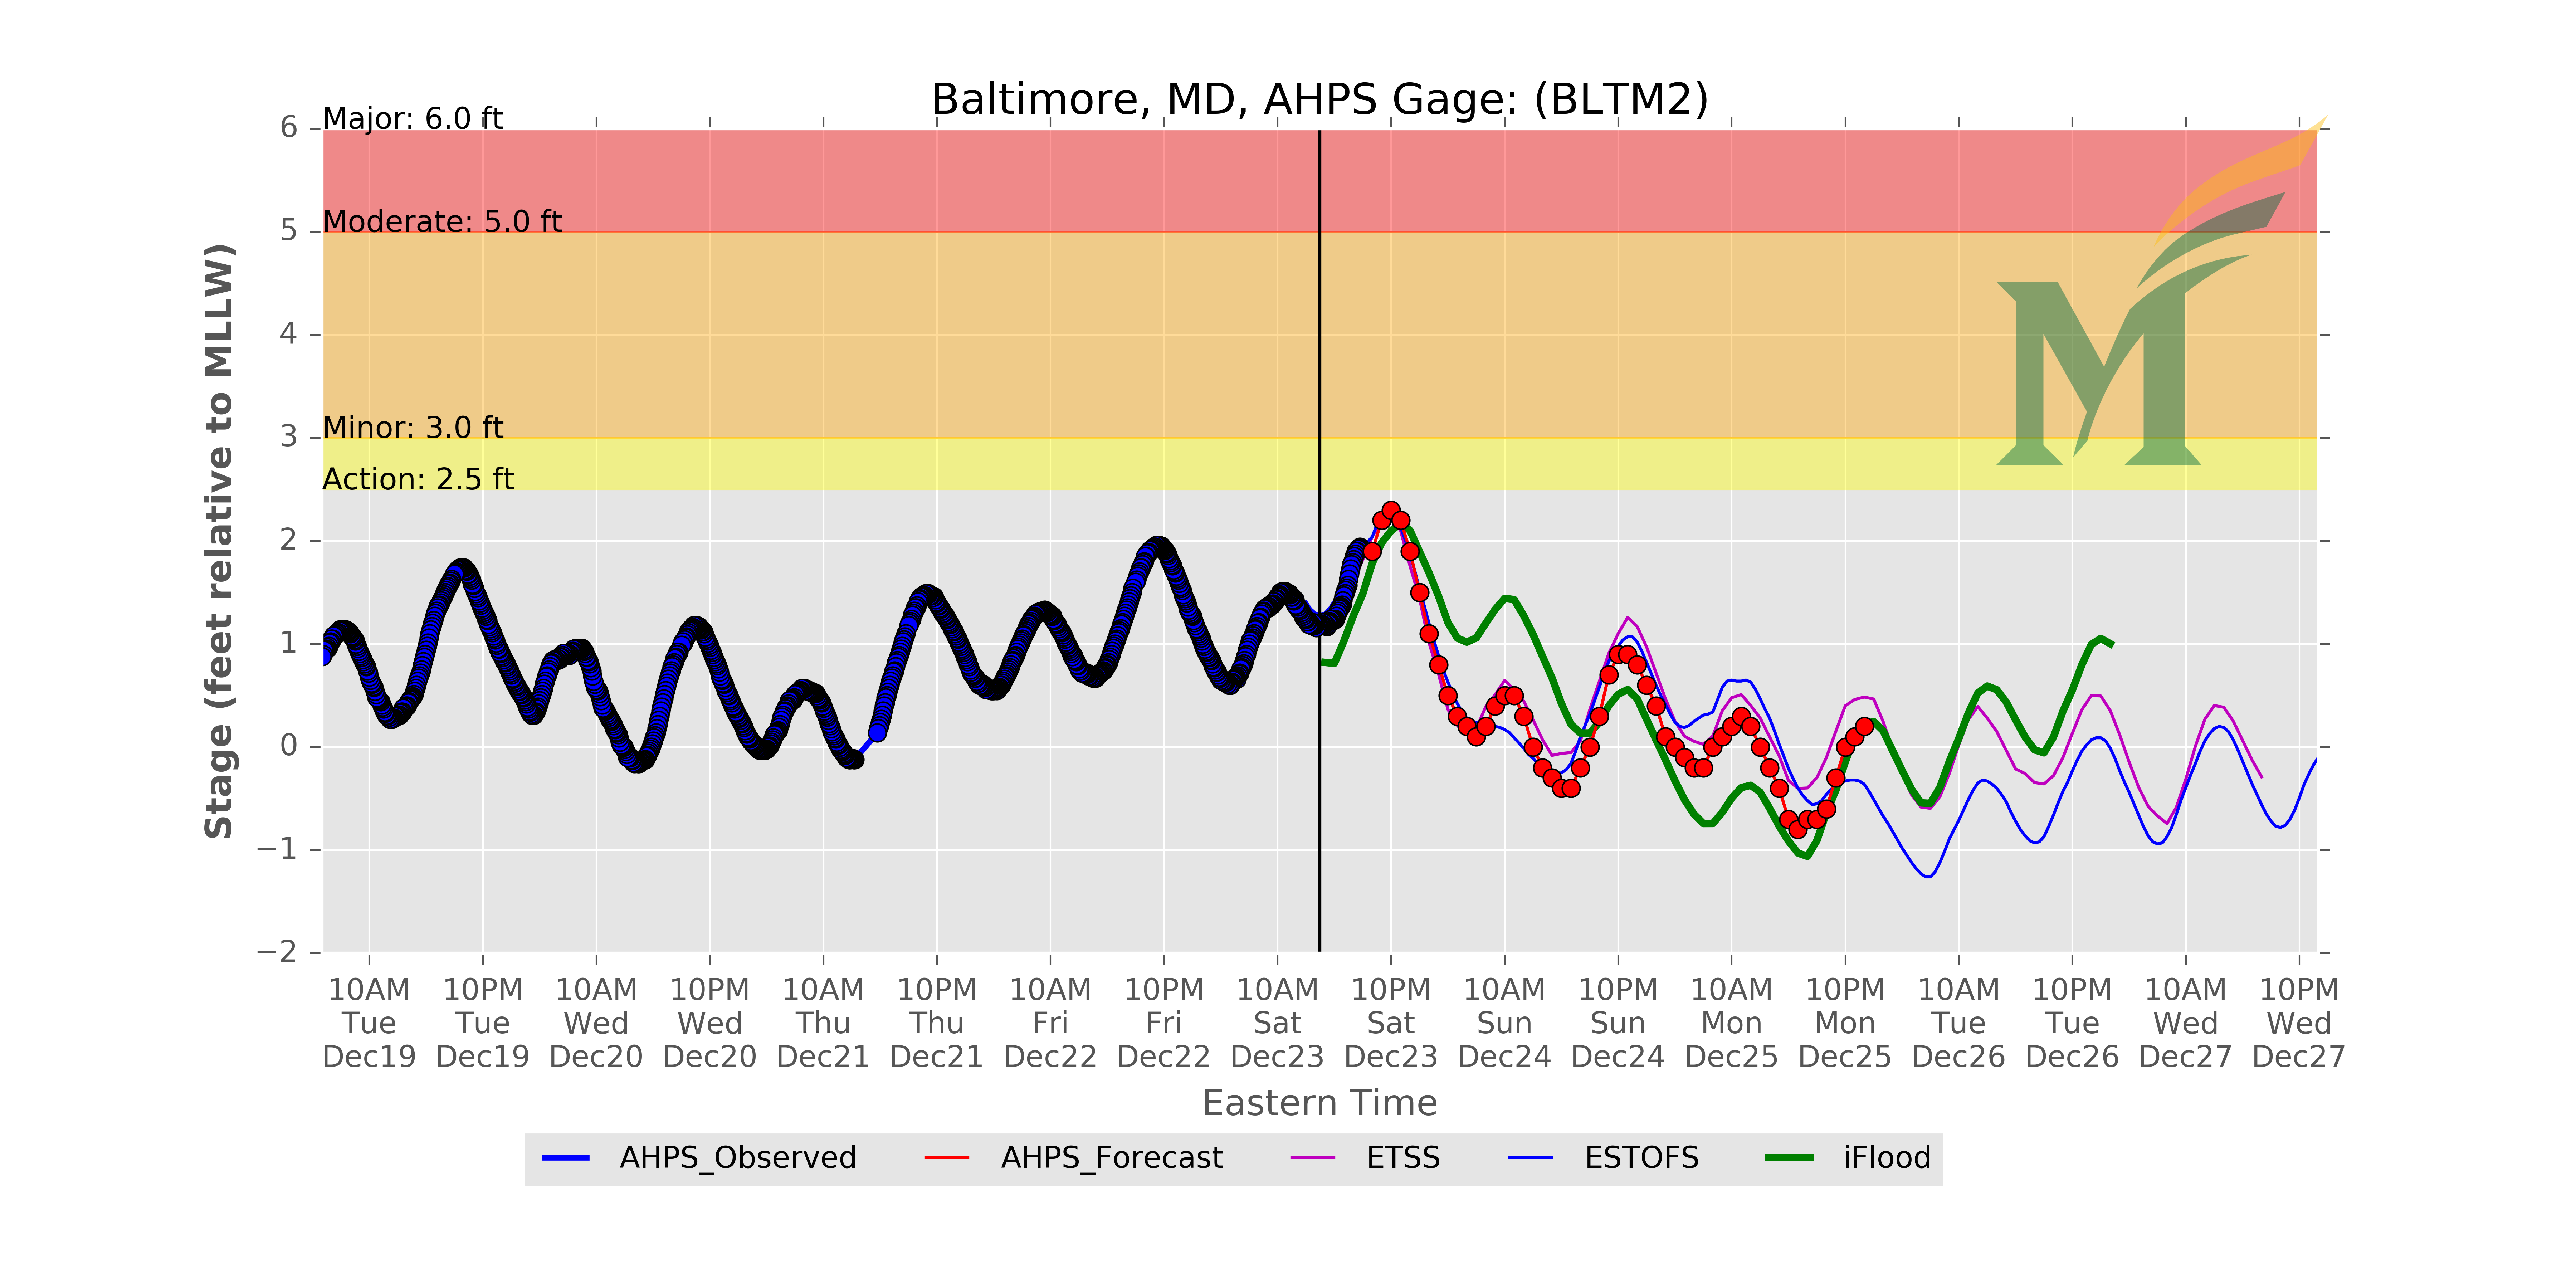 Baltimore, MD, AHPS Gage: (BLTM2)
Major: 6.0 ft
Moderate: 5.0 ft
Minor: 3.0 ft
Action: 2.5 ft
6
5
4
3
2
1
0
−1
−2
Stage (feet relative to MLLW)
10AM 10PM 10AM 10PM 10AM 10PM 10AM 10PM 10AM 10PM 10AM 10PM 10AM 10PM 10AM 10PM 10AM 10PM
Tue Tue Wed Wed Thu Thu Fri Fri Sat Sat Sun Sun Mon Mon Tue Tue Wed Wed
Dec19 Dec19 Dec20 Dec20 Dec21 Dec21 Dec22 Dec22 Dec23 Dec23 Dec24 Dec24 Dec25 Dec25 Dec26 Dec26 Dec27 Dec27
Eastern Time
AHPS_Observed AHPS_Forecast ETSS ESTOFS iFlood
M